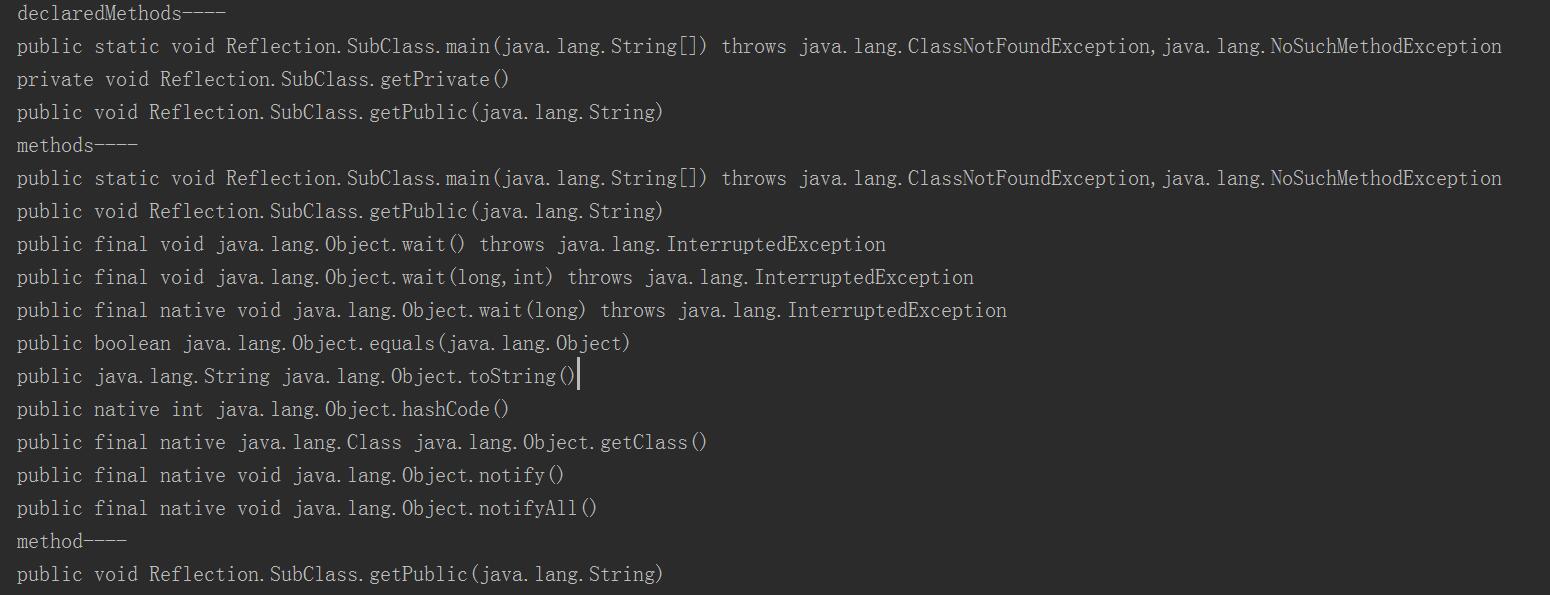 declaredMethods----
public static void Reflection.SubClass.main(java.lang.String[]) throws java.lang.ClassNotFoundException,java.lang.NoSuchMethodException
private void Reflection.SubClass.getPrivate()
public void Reflection.SubClass.getPublic(java.lang.String)
methods----
public static void Reflection.SubClass.main(java.lang.String[]) throws java.lang.ClassNotFoundException,java.lang.NoSuchMethodException
public void Reflection.SubClass.getPublic(java.lang.String)
public final void java.lang.Object.wait() throws java.lang.InterruptedException
public final void java.lang.Object.wait(long,int) throws java.lang.InterruptedException
public final native void java.lang.Object.wait(long) throws java.lang.InterruptedException
public boolean java.lang.Object.equals(java.lang.Object)
public java.lang.String java.lang.Object.toString()
public native int java.lang.Object.hashCode()
public final native java.lang.Class java.lang.Object.getClass()
public final native void java.lang.Object.notify()
public final native void java.lang.Object.notifyAll()
method----
public void Reflection.SubClass.getPublic(java.lang.String)